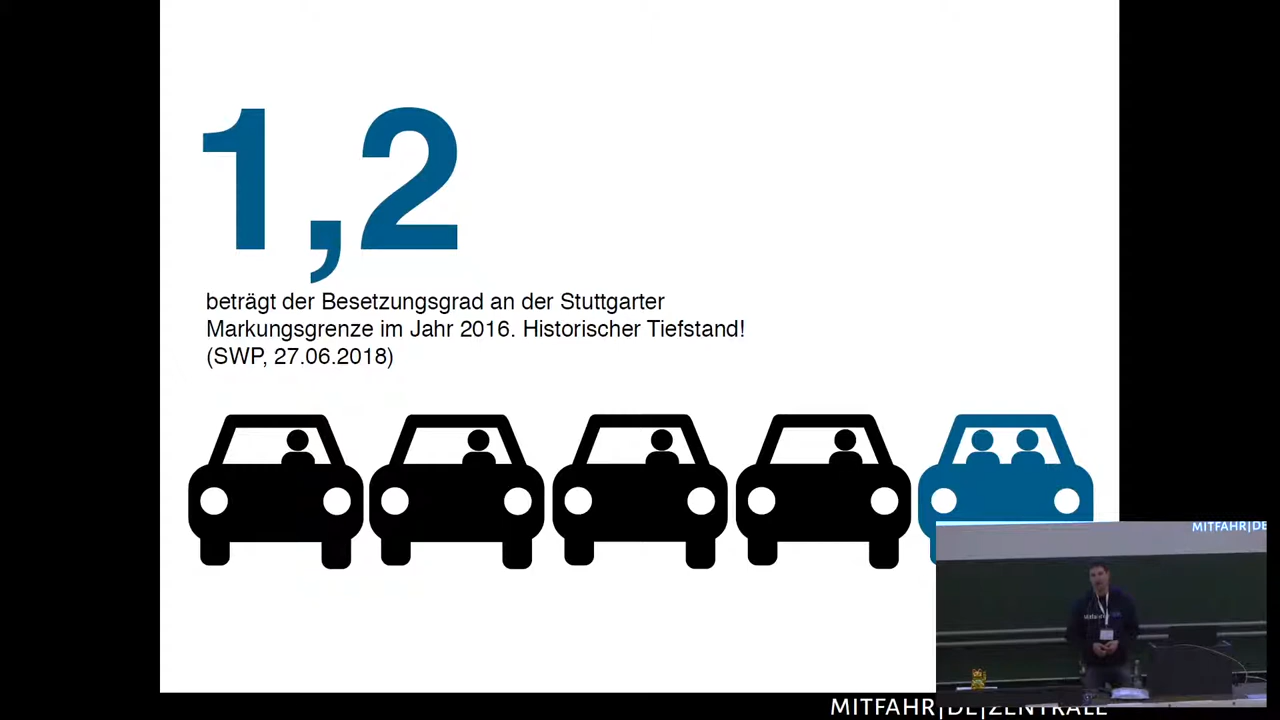 1,2
beträgt der Besetzungsgrad an der Stuttgarter
Markungsgrenze im Jahr 2016. Historischer Tiefstand!
(SWP, 27.06.2018)
MITFAHR|DE
MITFAHR|DE|ZENTRALE